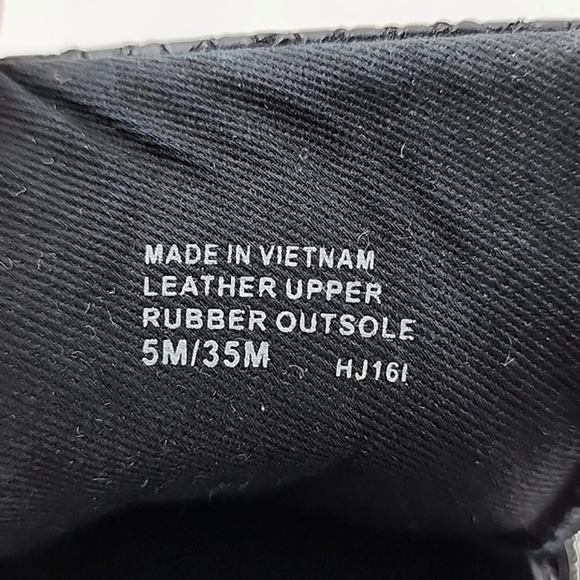 MADE IN VIETNAM
LEATHER UPPER
RUBBER OUTSOLE
5M/35M HJ16I